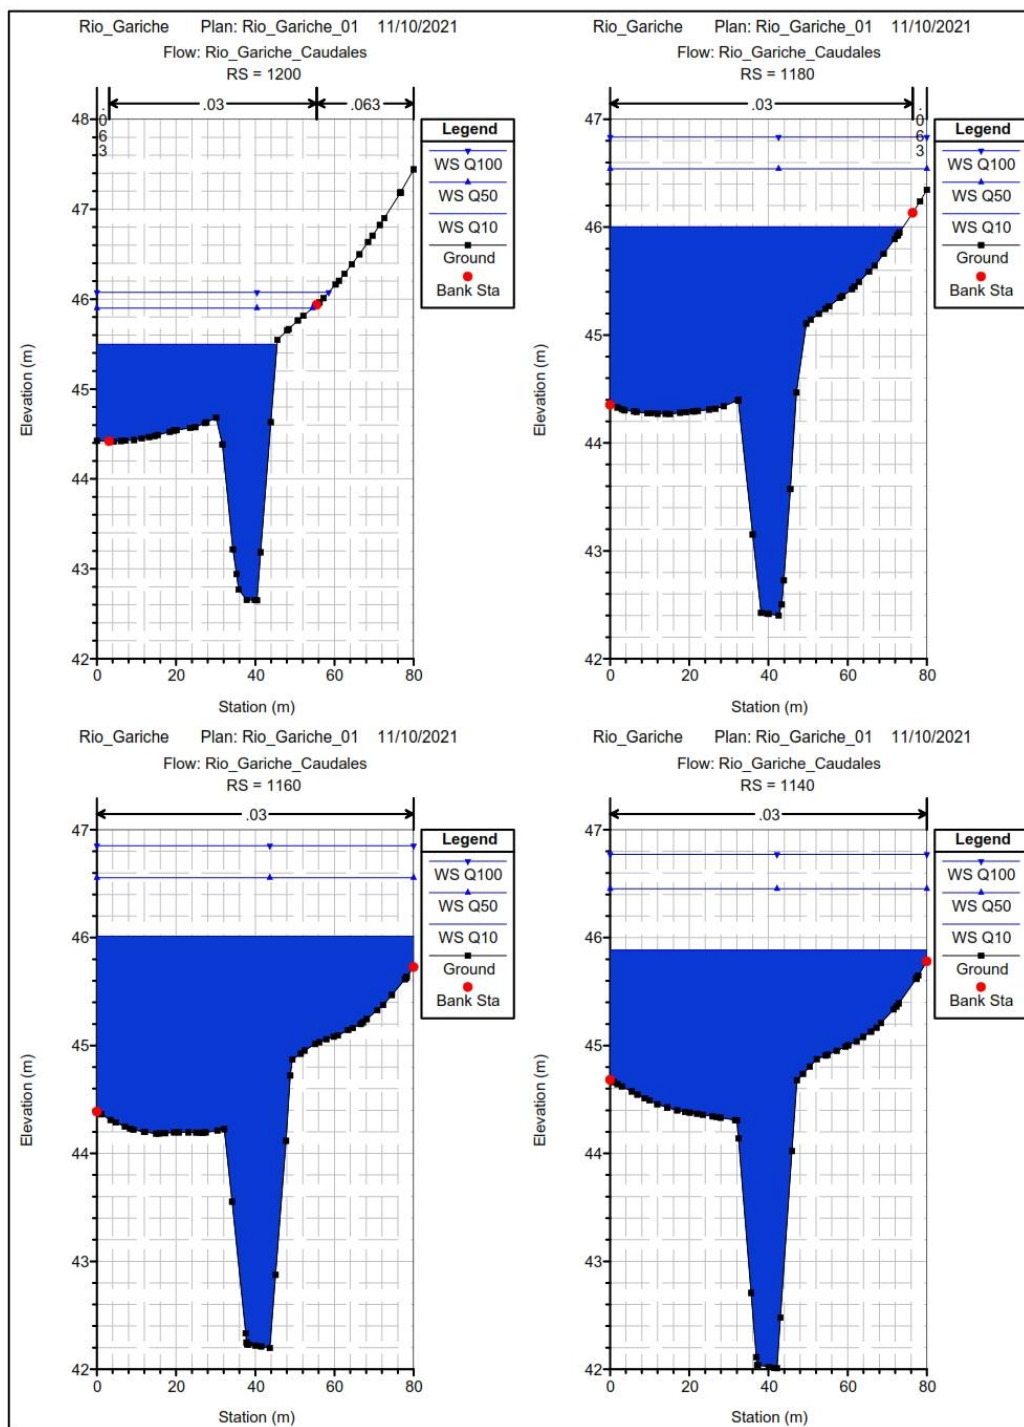 Rio_Gariche Plan: Rio_Gariche_01 11/10/2021
Flow: Rio_Gariche_Caudales
RS = 1200
.063
.03
.063
48
47
46
45
44
43
42
0
20
40
60
80
Elevation (m)
Station (m)
Legend
WS Q100
WS Q50
WS Q10
Ground
Bank Sta
Rio_Gariche Plan: Rio_Gariche_01 11/10/2021
Flow: Rio_Gariche_Caudales
RS = 1180
.03
.063
47
46
45
44
43
42
0
20
40
60
80
Elevation (m)
Station (m)
Legend
WS Q100
WS Q50
WS Q10
Ground
Bank Sta
Rio_Gariche Plan: Rio_Gariche_01 11/10/2021
Flow: Rio_Gariche_Caudales
RS = 1160
.03
47
46
45
44
43
42
0
20
40
60
80
Elevation (m)
Station (m)
Legend
WS Q100
WS Q50
WS Q10
Ground
Bank Sta
Rio_Gariche Plan: Rio_Gariche_01 11/10/2021
Flow: Rio_Gariche_Caudales
RS = 1140
.03
47
46
45
44
43
42
0
20
40
60
80
Elevation (m)
Station (m)
Legend
WS Q100
WS Q50
WS Q10
Ground
Bank Sta